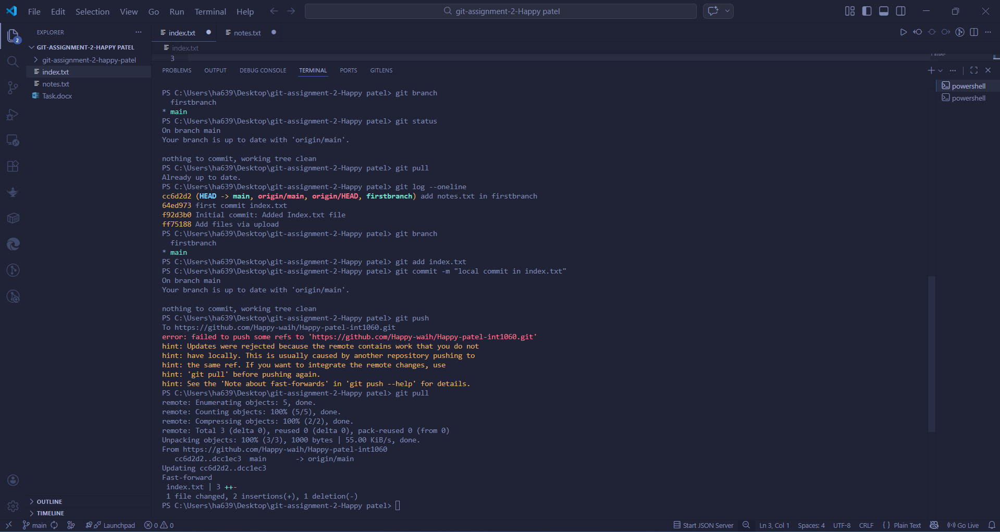 File Edit Selection View Go Run Terminal Help
git-assignment-2-Happy patel
EXPLORER
GIT-ASSIGNMENT-2-HAPPY PATEL
git-assignment-2-happy-patel
index.txt
notes.txt
Task.docx
OUTLINE
TIMELINE
2
index.txt
notes.txt
index.txt
3
PROBLEMS OUTPUT DEBUG CONSOLE TERMINAL PORTS GITLENS
powershell
powershell
PS C:\Users\ha639\Desktop\git-assignment-2-Happy patel> git branch
firstbranch
* main
PS C:\Users\ha639\Desktop\git-assignment-2-Happy patel> git status
On branch main
Your branch is up to date with 'origin/main'.
nothing to commit, working tree clean
PS C:\Users\ha639\Desktop\git-assignment-2-Happy patel> git pull
Already up to date.
PS C:\Users\ha639\Desktop\git-assignment-2-Happy patel> git log --oneline
cc6d2d2 (HEAD -> main, origin/main, origin/HEAD, firstbranch) add notes.txt in firstbranch
64ed973 first commit index.txt
f92d3b0 Initial commit: Added Index.txt file
ff75188 Add files via upload
PS C:\Users\ha639\Desktop\git-assignment-2-Happy patel> git branch
firstbranch
* main
PS C:\Users\ha639\Desktop\git-assignment-2-Happy patel> git add index.txt
PS C:\Users\ha639\Desktop\git-assignment-2-Happy patel> git commit -m "local commit in index.txt"
On branch main
Your branch is up to date with 'origin/main'.
nothing to commit, working tree clean
PS C:\Users\ha639\Desktop\git-assignment-2-Happy patel> git push
To https://github.com/Happy-waih/Happy-patel-int1060.git
error: failed to push some refs to 'https://github.com/Happy-waih/Happy-patel-int1060.git'
hint: Updates were rejected because the remote contains work that you do not
hint: have locally. This is usually caused by another repository pushing to
hint: the same ref. If you want to integrate the remote changes, use
hint: 'git pull' before pushing again.
hint: See the 'Note about fast-forwards' in 'git push --help' for details.
PS C:\Users\ha639\Desktop\git-assignment-2-Happy patel> git pull
remote: Enumerating objects: 5, done.
remote: Counting objects: 100% (5/5), done.
remote: Compressing objects: 100% (2/2), done.
remote: Total 3 (delta 0), reused 0 (delta 0), pack-reused 0 (from 0)
Unpacking objects: 100% (3/3), 1000 bytes | 55.00 KiB/s, done.
From https://github.com/Happy-waih/Happy-patel-int1060
cc6d2d2..dcc1ec3 main -> origin/main
Updating cc6d2d2..dcc1ec3
Fast-forward
index.txt | 3 ++-
1 file changed, 2 insertions(+), 1 deletion(-)
PS C:\Users\ha639\Desktop\git-assignment-2-Happy patel>
main Launchpad 0 0 Start JSON Server Ln 3, Col 1 Spaces: 4 UTF-8 CRLF { } Plain Text Go Live